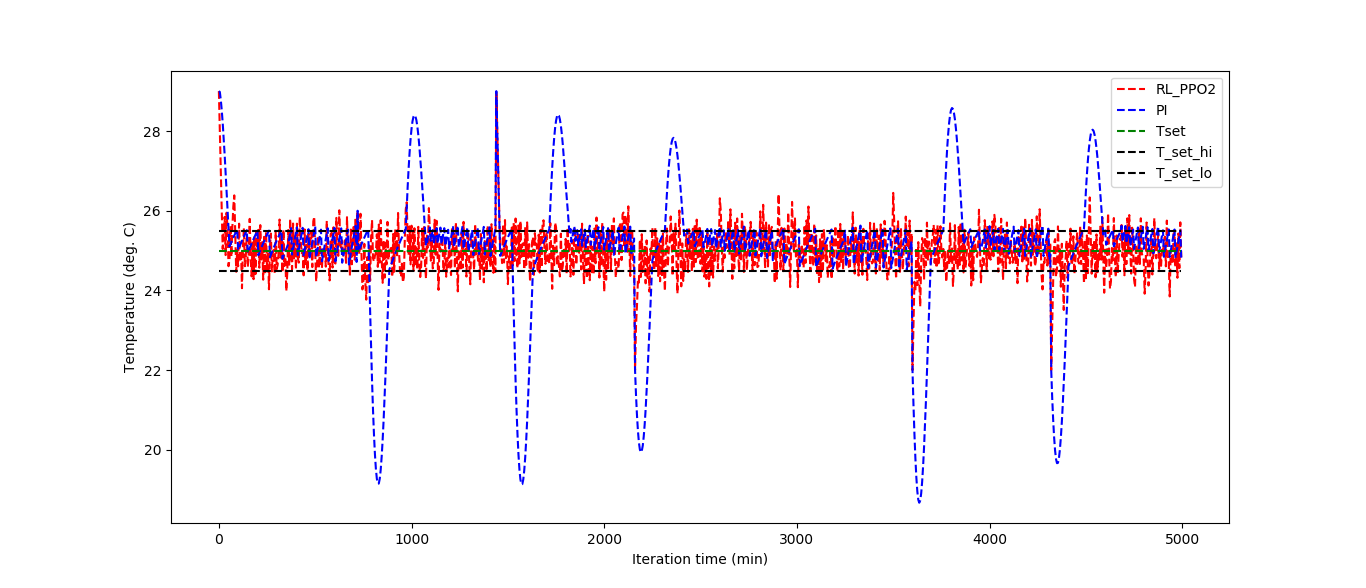 RL_PPO2
PI
Tset
T_set_hi
T_set_lo
Temperature (deg. C)
28
26
24
22
20
0 1000 2000 3000 4000 5000
Iteration time (min)